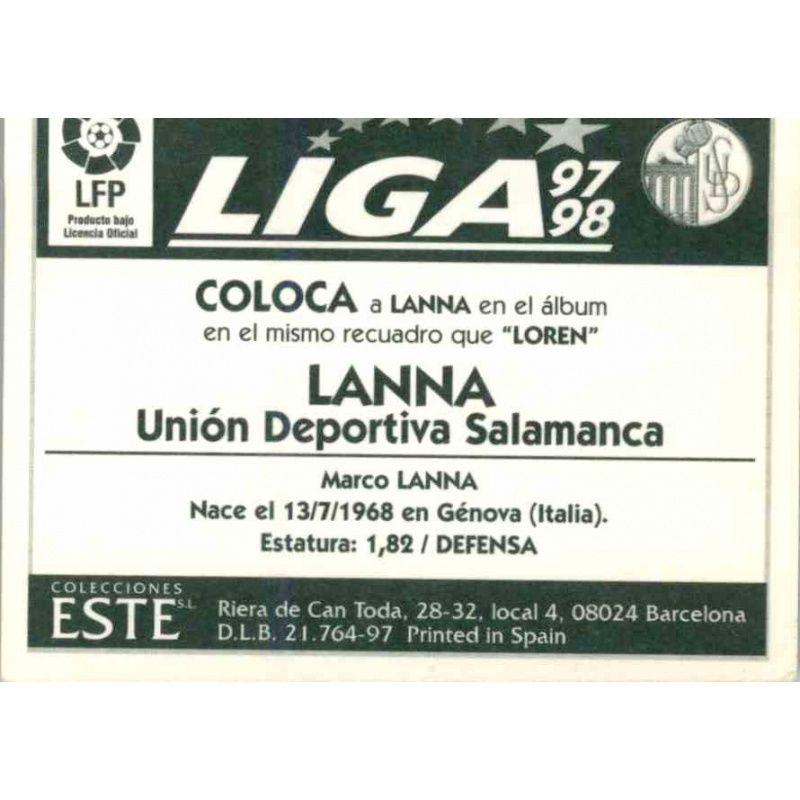 LFP
Producto bajo
Licencia Oficial
LIGA 97
98
COLOCA a LANNA en el álbum
en el mismo recuadro que "LOREN"
LANNA
Unión Deportiva Salamanca
Marco LANNA
Nace el 13/7/1968 en Génova (Italia).
Estatura: 1,82 / DEFENSA
COLECCIONES
ESTE S.L.
Riera de Can Toda, 28-32, local 4, 08024 Barcelona
D.L.B. 21.764-97 Printed in Spain